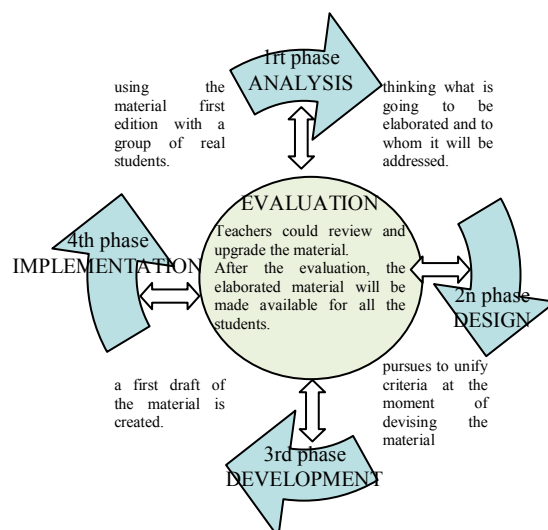 1rt phase
ANALYSIS
using the
material first
edition with a
group of real
students.
thinking what is
going to be
elaborated and to
whom it will be
addressed.
EVALUATION
Teachers could review and
upgrade the material.
After the evaluation, the
elaborated material will be
made available for all the
students.
4th phase
IMPLEMENTATION
2n phase
DESIGN
a first draft of
the material is
created.
pursues to unify
criteria at the
moment of
devising the
material
3rd phase
DEVELOPMENT